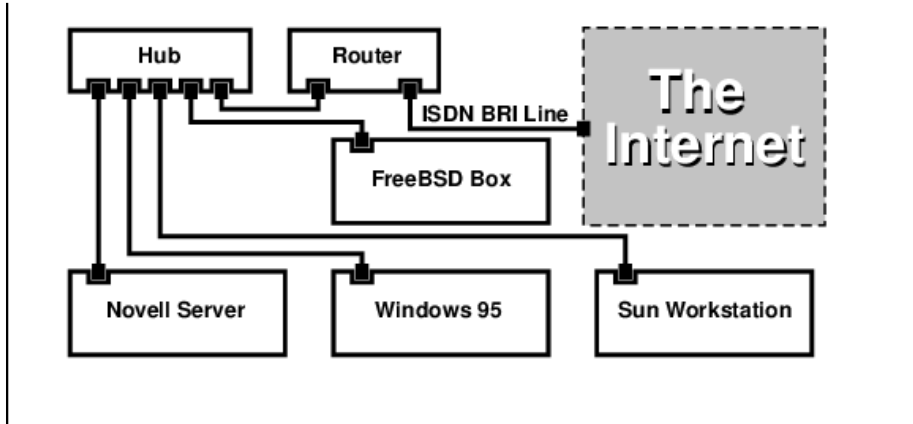 Hub
Router
ISDN BRI Line
The
Internet
FreeBSD Box
Novell Server
Windows 95
Sun Workstation